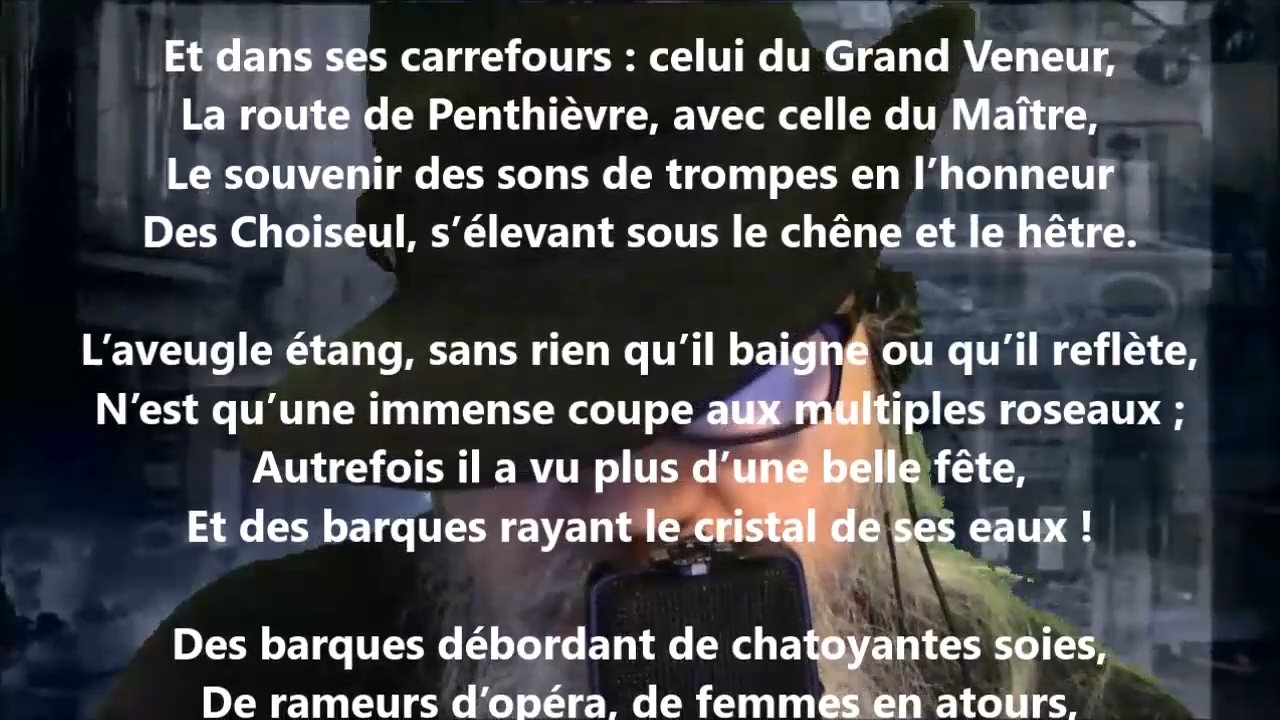 Et dans ses carrefours : celui du Grand Veneur,
La route de Penthièvre, avec celle du Maître,
Le souvenir des sons de trompes en l’honneur
Des Choiseul, s’élevant sous le chêne et le hêtre.
L’aveugle étang, sans rien qu’il baigne ou qu’il reflète,
N’est qu’une immense coupe aux multiples roseaux ;
Autrefois il a vu plus d’une belle fête,
Et des barques rayant le cristal de ses eaux !
Des barques débordant de chatoyantes soies,
De rameurs d’opéra, de femmes en atours,